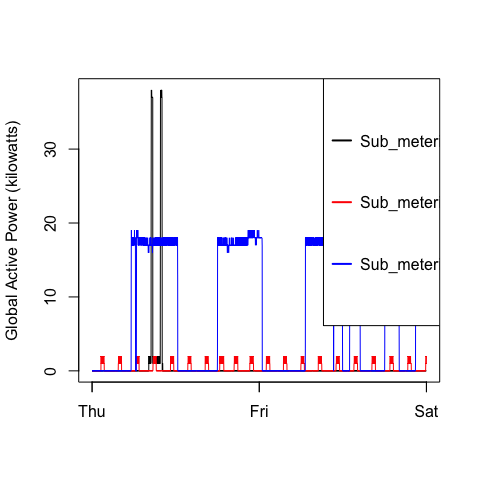 Global Active Power (kilowatts)
30
20
10
0
Sub_meter
Sub_meter
Sub_meter
Thu Fri Sat